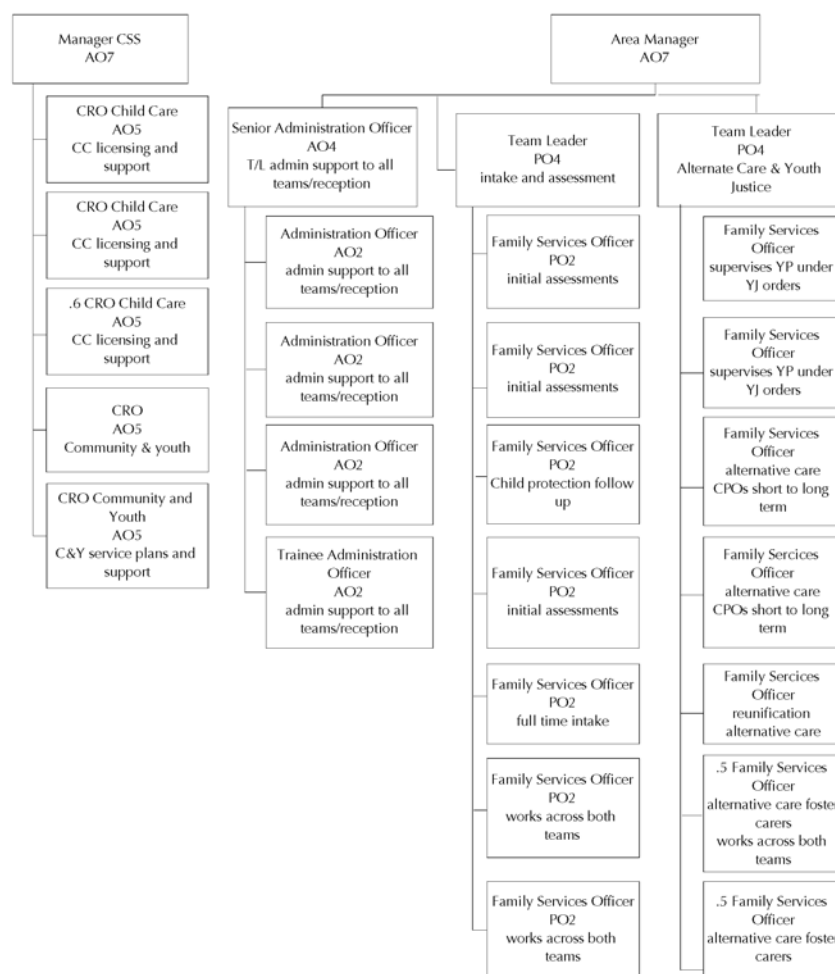 Manager CSS
AO7
CRO Child Care
AO5
CC licensing and
support
CRO Child Care
AO5
CC licensing and
support
.6 CRO Child Care
AO5
CC licensing and
support
CRO
AO5
Community & youth
CRO Community and
Youth
AO5
C&Y service plans and
support
Area Manager
AO7
Senior Administration Officer
AO4
T/L admin support to all
teams/reception
Administration Officer
AO2
admin support to all
teams/reception
Administration Officer
AO2
admin support to all
teams/reception
Administration Officer
AO2
admin support to all
teams/reception
Trainee Administration
Officer
AO2
admin support to all
teams/reception
Team Leader
PO4
intake and assessment
Family Services Officer
PO2
initial assessments
Family Services Officer
PO2
initial assessments
Family Services Officer
PO2
Child protection follow
up
Family Services Officer
PO2
initial assessments
Family Services Officer
PO2
full time intake
Family Services Officer
PO2
works across both
teams
Family Services Officer
PO2
works across both
teams
Team Leader
PO4
Alternate Care & Youth
Justice
Family Services
Officer
supervises YP under
YJ orders
Family Services
Officer
supervises YP under
YJ orders
Family Services
Officer
alternative care
CPOs short to long
term
Family Sercices
Officer
alternative care
CPOs short to long
term
Family Sercices
Officer
reunification
alternative care
.5 Family Services
Officer
alternative care foster
carers
works across both
teams
.5 Family Services
Officer
alternative care foster
carers